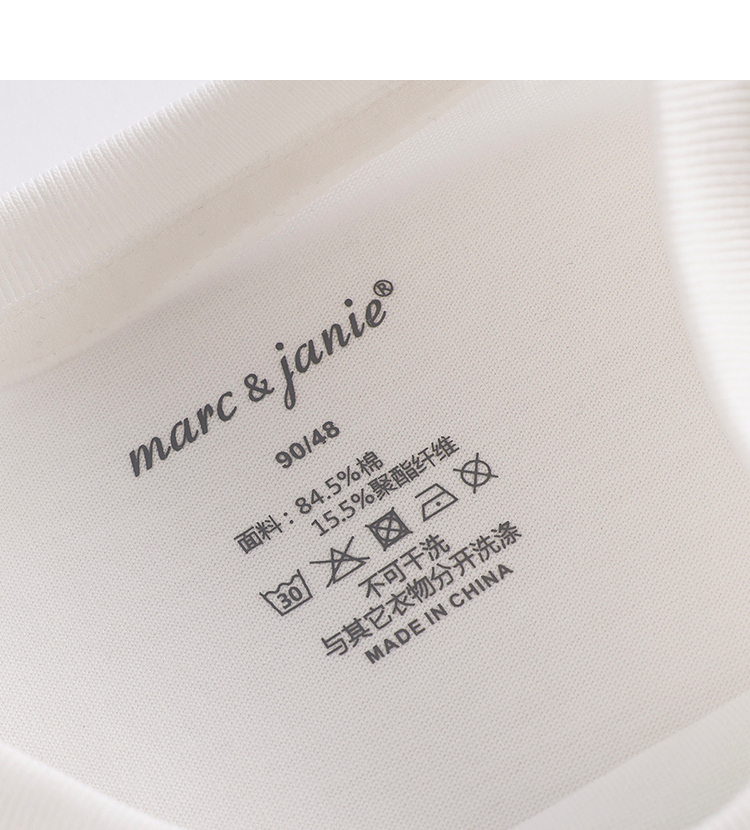 marc & janie®
90/48
面料：84.5%棉
15.5%聚酯纤维
30
不可干洗
与其它衣物分开洗涤
MADE IN CHINA